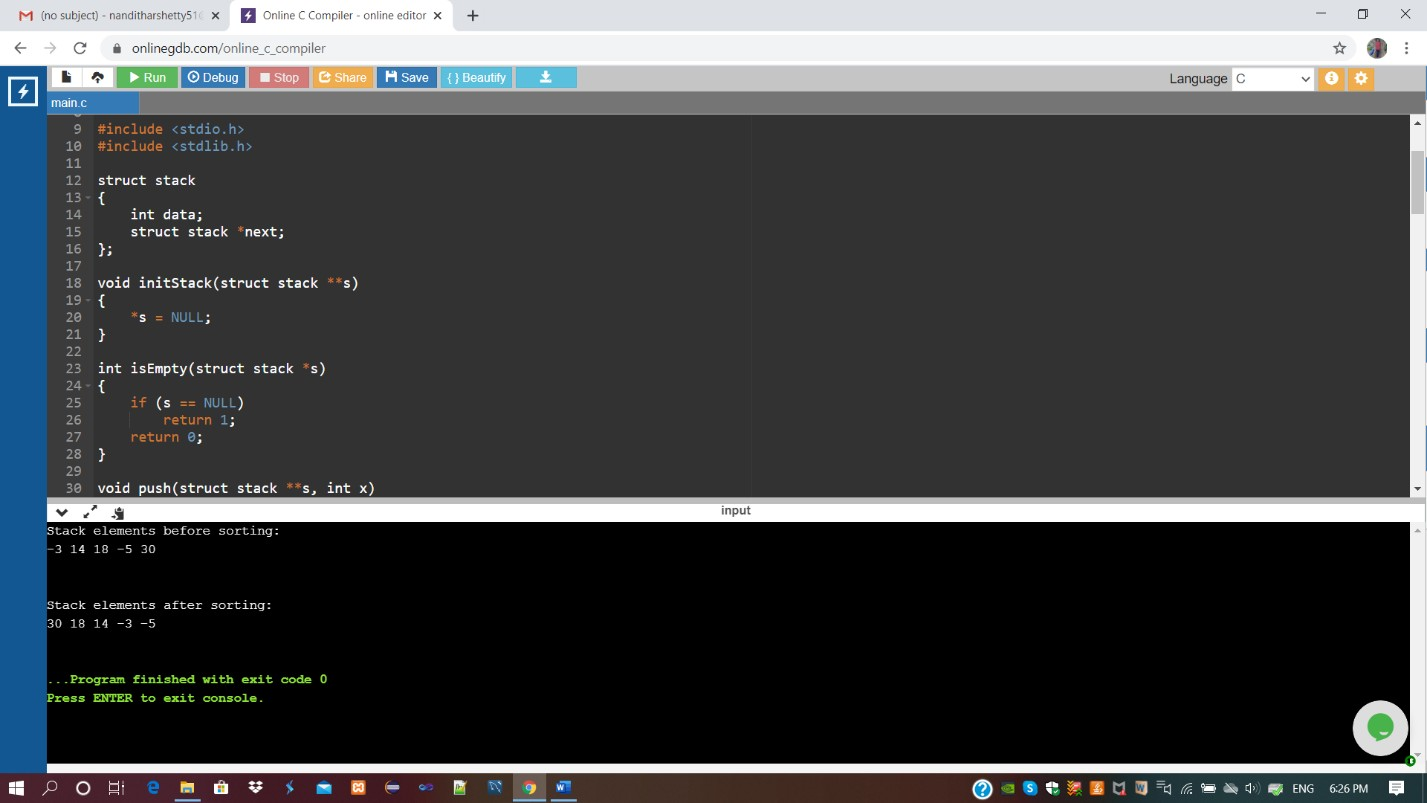 (no subject) - nanditharshetty51
Online C Compiler - online editor
onlinegdb.com/online_c_compiler
Run Debug Stop Share Save { } Beautify
Language C
main.c
9 #include <stdio.h>
10 #include <stdlib.h>
11
12 struct stack
13 {
14 int data;
15 struct stack *next;
16 };
17
18 void initStack(struct stack **s)
19 {
20 *s = NULL;
21 }
22
23 int isEmpty(struct stack *s)
24 {
25 if (s == NULL)
26 return 1;
27 return 0;
28 }
29
30 void push(struct stack **s, int x)
input
Stack elements before sorting:
-3 14 18 -5 30
Stack elements after sorting:
30 18 14 -3 -5
...Program finished with exit code 0
Press ENTER to exit console.
ENG 6:26 PM